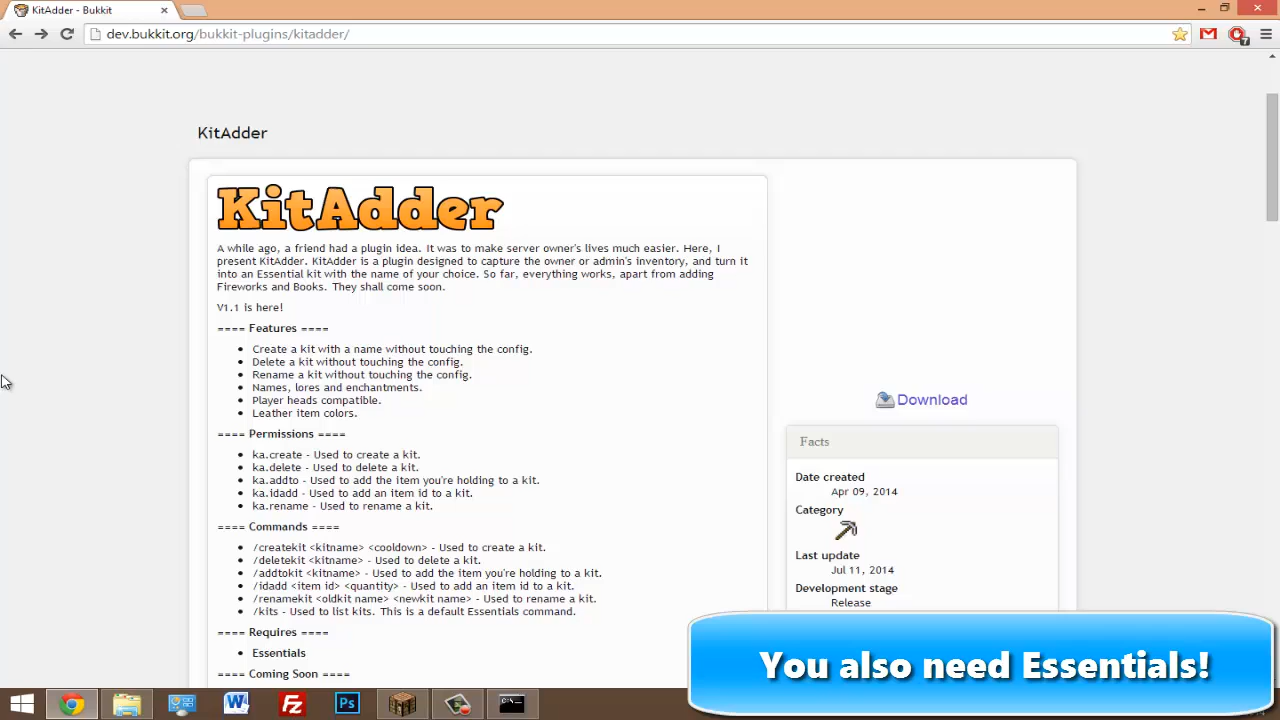 KitAdder - Bukkit
dev.bukkit.org/bukkit-plugins/kitadder/
7
KitAdder
KitAdder
A while ago, a friend had a plugin idea. It was to make server owner's lives much easier. Here, I
present KitAdder. KitAdder is a plugin designed to capture the owner or admin's inventory, and turn it
into an Essential kit with the name of your choice. So far, everything works, apart from adding
Fireworks and Books. They shall come soon.
V1.1 is here!
==== Features ====
Create a kit with a name without touching the config.
Delete a kit without touching the config.
Rename a kit without touching the config.
Names, lores and enchantments.
Player heads compatible.
Leather item colors.
==== Permissions ====
ka.create - Used to create a kit.
ka.delete - Used to delete a kit.
ka.addto - Used to add the item you're holding to a kit.
ka.idadd - Used to add an item id to a kit.
ka.rename - Used to rename a kit.
==== Commands ====
/createkit <kitname> <cooldown> - Used to create a kit.
/deletekit <kitname> - Used to delete a kit.
/addtokit <kitname> - Used to add the item you're holding to a kit.
/idadd <item id> <quantity> - Used to add an item id to a kit.
/renamekit <oldkit name> <newkit name> - Used to rename a kit.
/kits - Used to list kits. This is a default Essentials command.
==== Requires ====
Essentials
==== Coming Soon ====
Download
Facts
Date created
Apr 09, 2014
Category
Last update
Jul 11, 2014
Development stage
Release
You also need Essentials!
W
Fz
Ps
C:\_